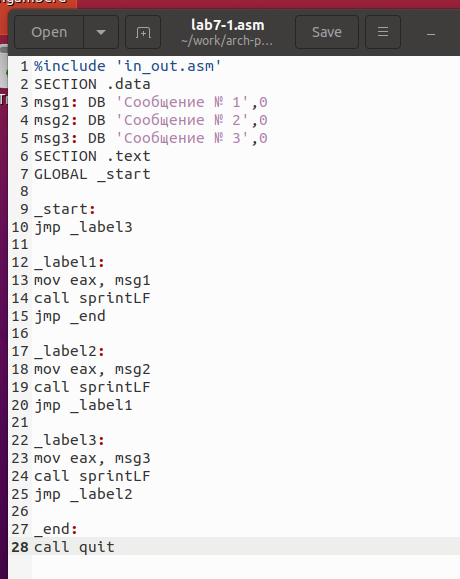 Open
lab7-1.asm
~/work/arch-p...
Save
1 %include 'in_out.asm'
2 SECTION .data
3 msg1: DB 'Сообщение № 1',0
4 msg2: DB 'Сообщение № 2',0
5 msg3: DB 'Сообщение № 3',0
6 SECTION .text
7 GLOBAL _start
8
9 _start:
10 jmp _label3
11
12 _label1:
13 mov eax, msg1
14 call sprintLF
15 jmp _end
16
17 _label2:
18 mov eax, msg2
19 call sprintLF
20 jmp _label1
21
22 _label3:
23 mov eax, msg3
24 call sprintLF
25 jmp _label2
26
27 _end:
28 call quit